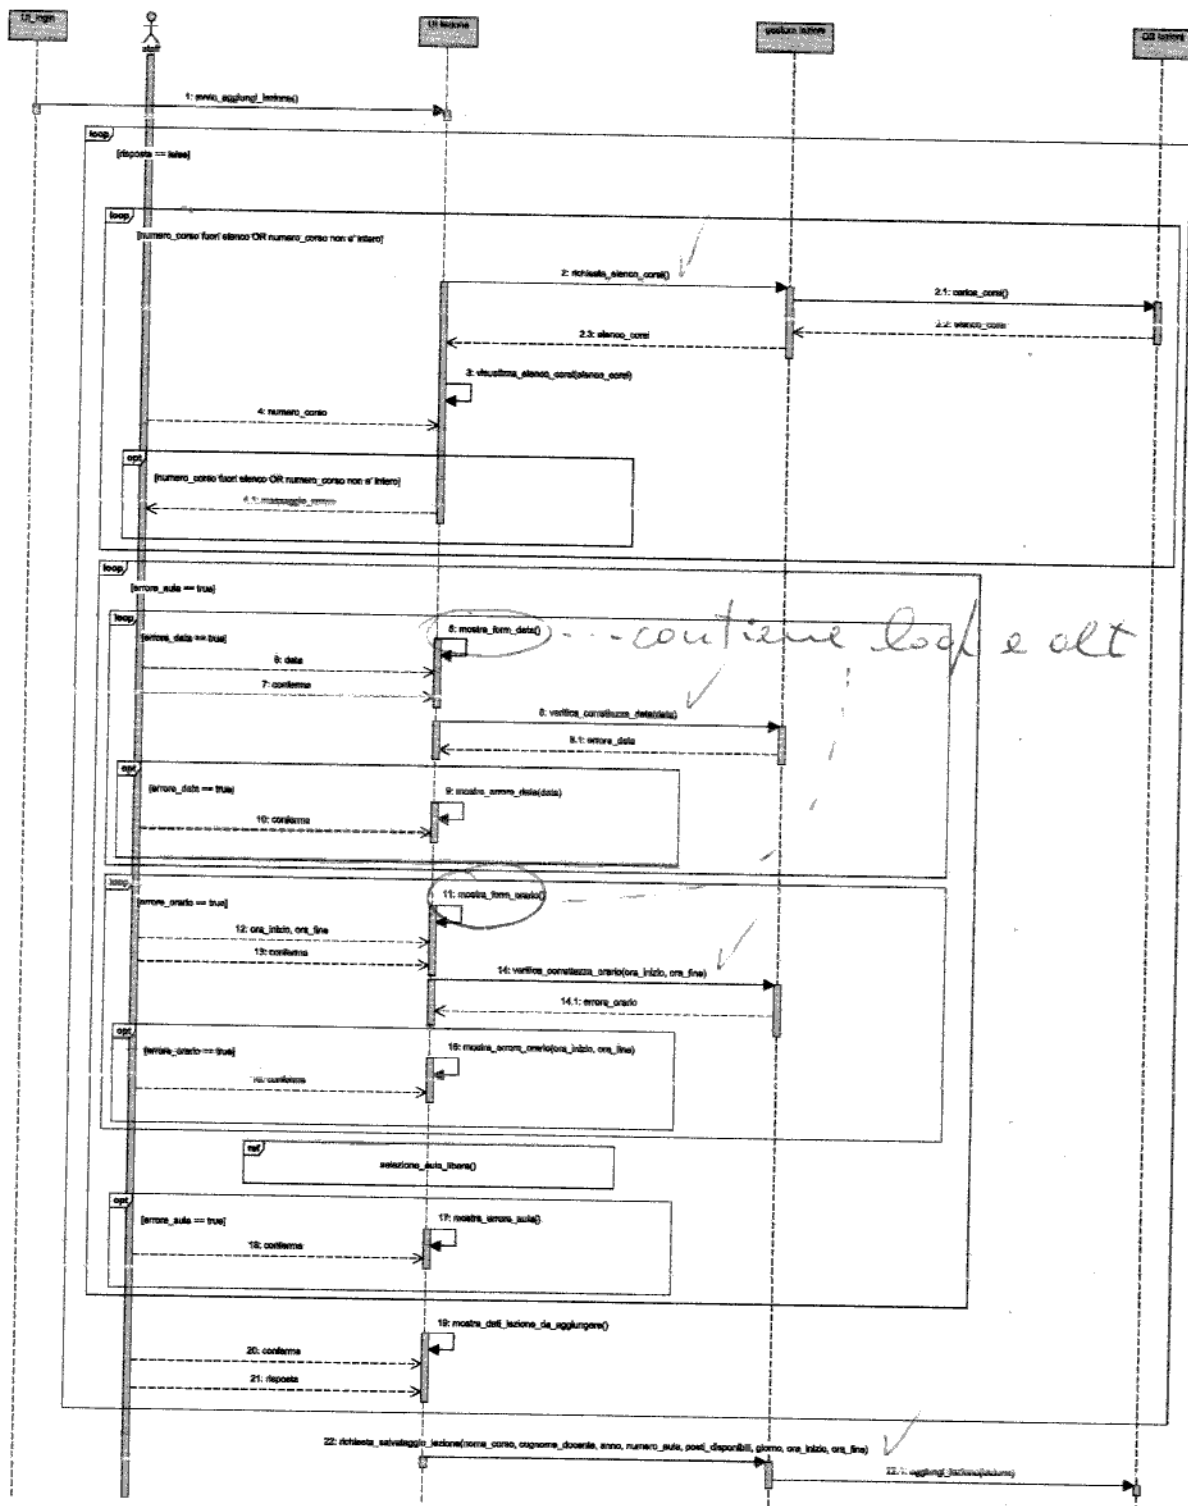 UI_login
staff
UI lezione
gestore lezione
DB lezioni
1: avvio_aggiungi_lezione()
loop
[risposta == false]
loop
[numero_corso fuori elenco OR numero_corso non e' intero]
2: richiesta_elenco_corsi()
2.1: carica_corsi()
2.2: elenco_corsi
2.3: elenco_corsi
3: visualizza_elenco_corsi(elenco_corsi)
4: numero_corso
opt
[numero_corso fuori elenco OR numero_corso non e' intero]
4.1: messaggio_errore
loop
[errore_aula == true]
loop
[errore_data == true]
5: mostra_form_data()
...contiene loop e alt
6: data
7: conferma
8: verifica_correttezza_data(data)
8.1: errore_data
opt
[errore_data == true]
9: mostra_errore_data(data)
10: conferma
loop
[errore_orario == true]
11: mostra_form_orario()
12: ora_inizio, ora_fine
13: conferma
14: verifica_correttezza_orario(ora_inizio, ora_fine)
14.1: errore_orario
opt
[errore_orario == true]
15: mostra_errore_orario(ora_inizio, ora_fine)
16: conferma
ref
selezione_aula_libera()
opt
[errore_aula == true]
17: mostra_errore_aula()
18: conferma
19: mostra_dati_lezione_da_aggiungere()
20: conferma
21: risposta
22: richiesta_salvataggio_lezione(nome_corso, cognome_docente, anno, numero_aula, posti_disponibili, giorno, ora_inizio, ora_fine)
22.1: aggiungi_lezione(lezione)